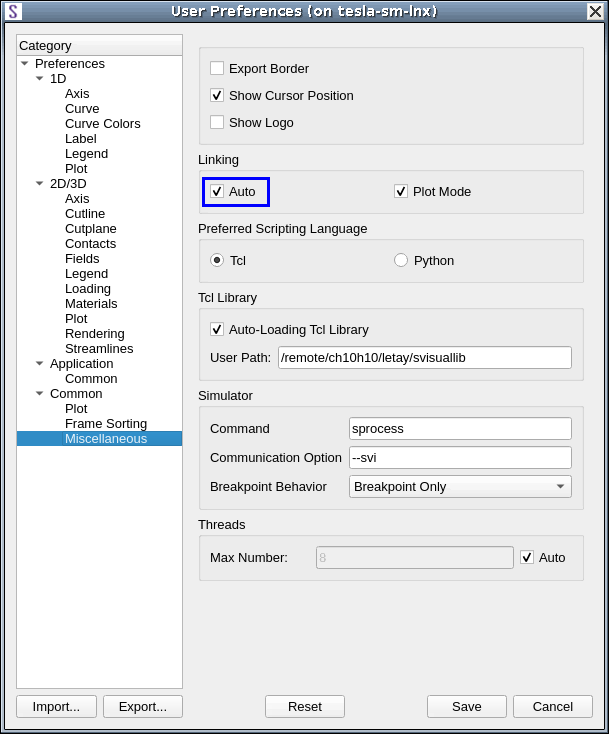 S
User Preferences (on tesla-sm-lnx)
Category
Preferences
1D
Axis
Curve
Curve Colors
Label
Legend
Plot
2D/3D
Axis
Cutline
Cutplane
Contacts
Fields
Legend
Loading
Materials
Plot
Rendering
Streamlines
Application
Common
Common
Plot
Frame Sorting
Miscellaneous
Export Border
Show Cursor Position
Show Logo
Linking
Auto Plot Mode
Preferred Scripting Language
Tcl Python
Tcl Library
Auto-Loading Tcl Library
User Path: /remote/ch10h10/letay/svisuallib
Simulator
Command sprocess
Communication Option --svi
Breakpoint Behavior Breakpoint Only
Threads
Max Number: 8 Auto
Import... Export... Reset Save Cancel